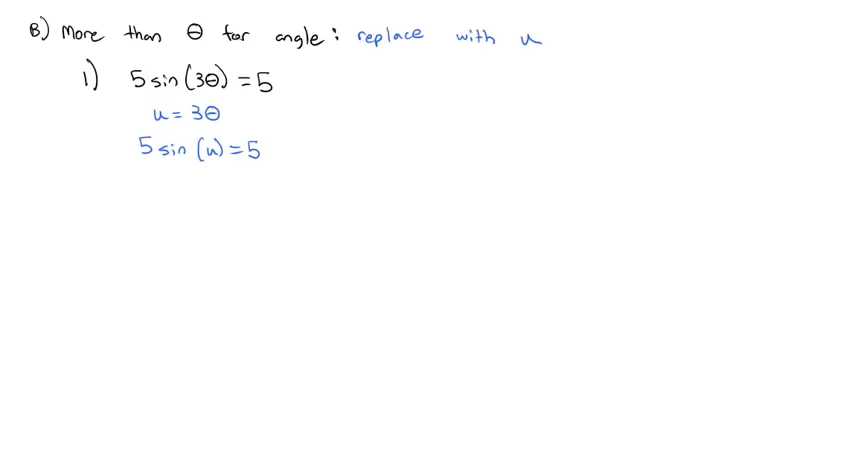 B) More than θ for angle: replace with u
1) 5 sin(3θ) = 5
u = 3θ
5 sin(u) = 5